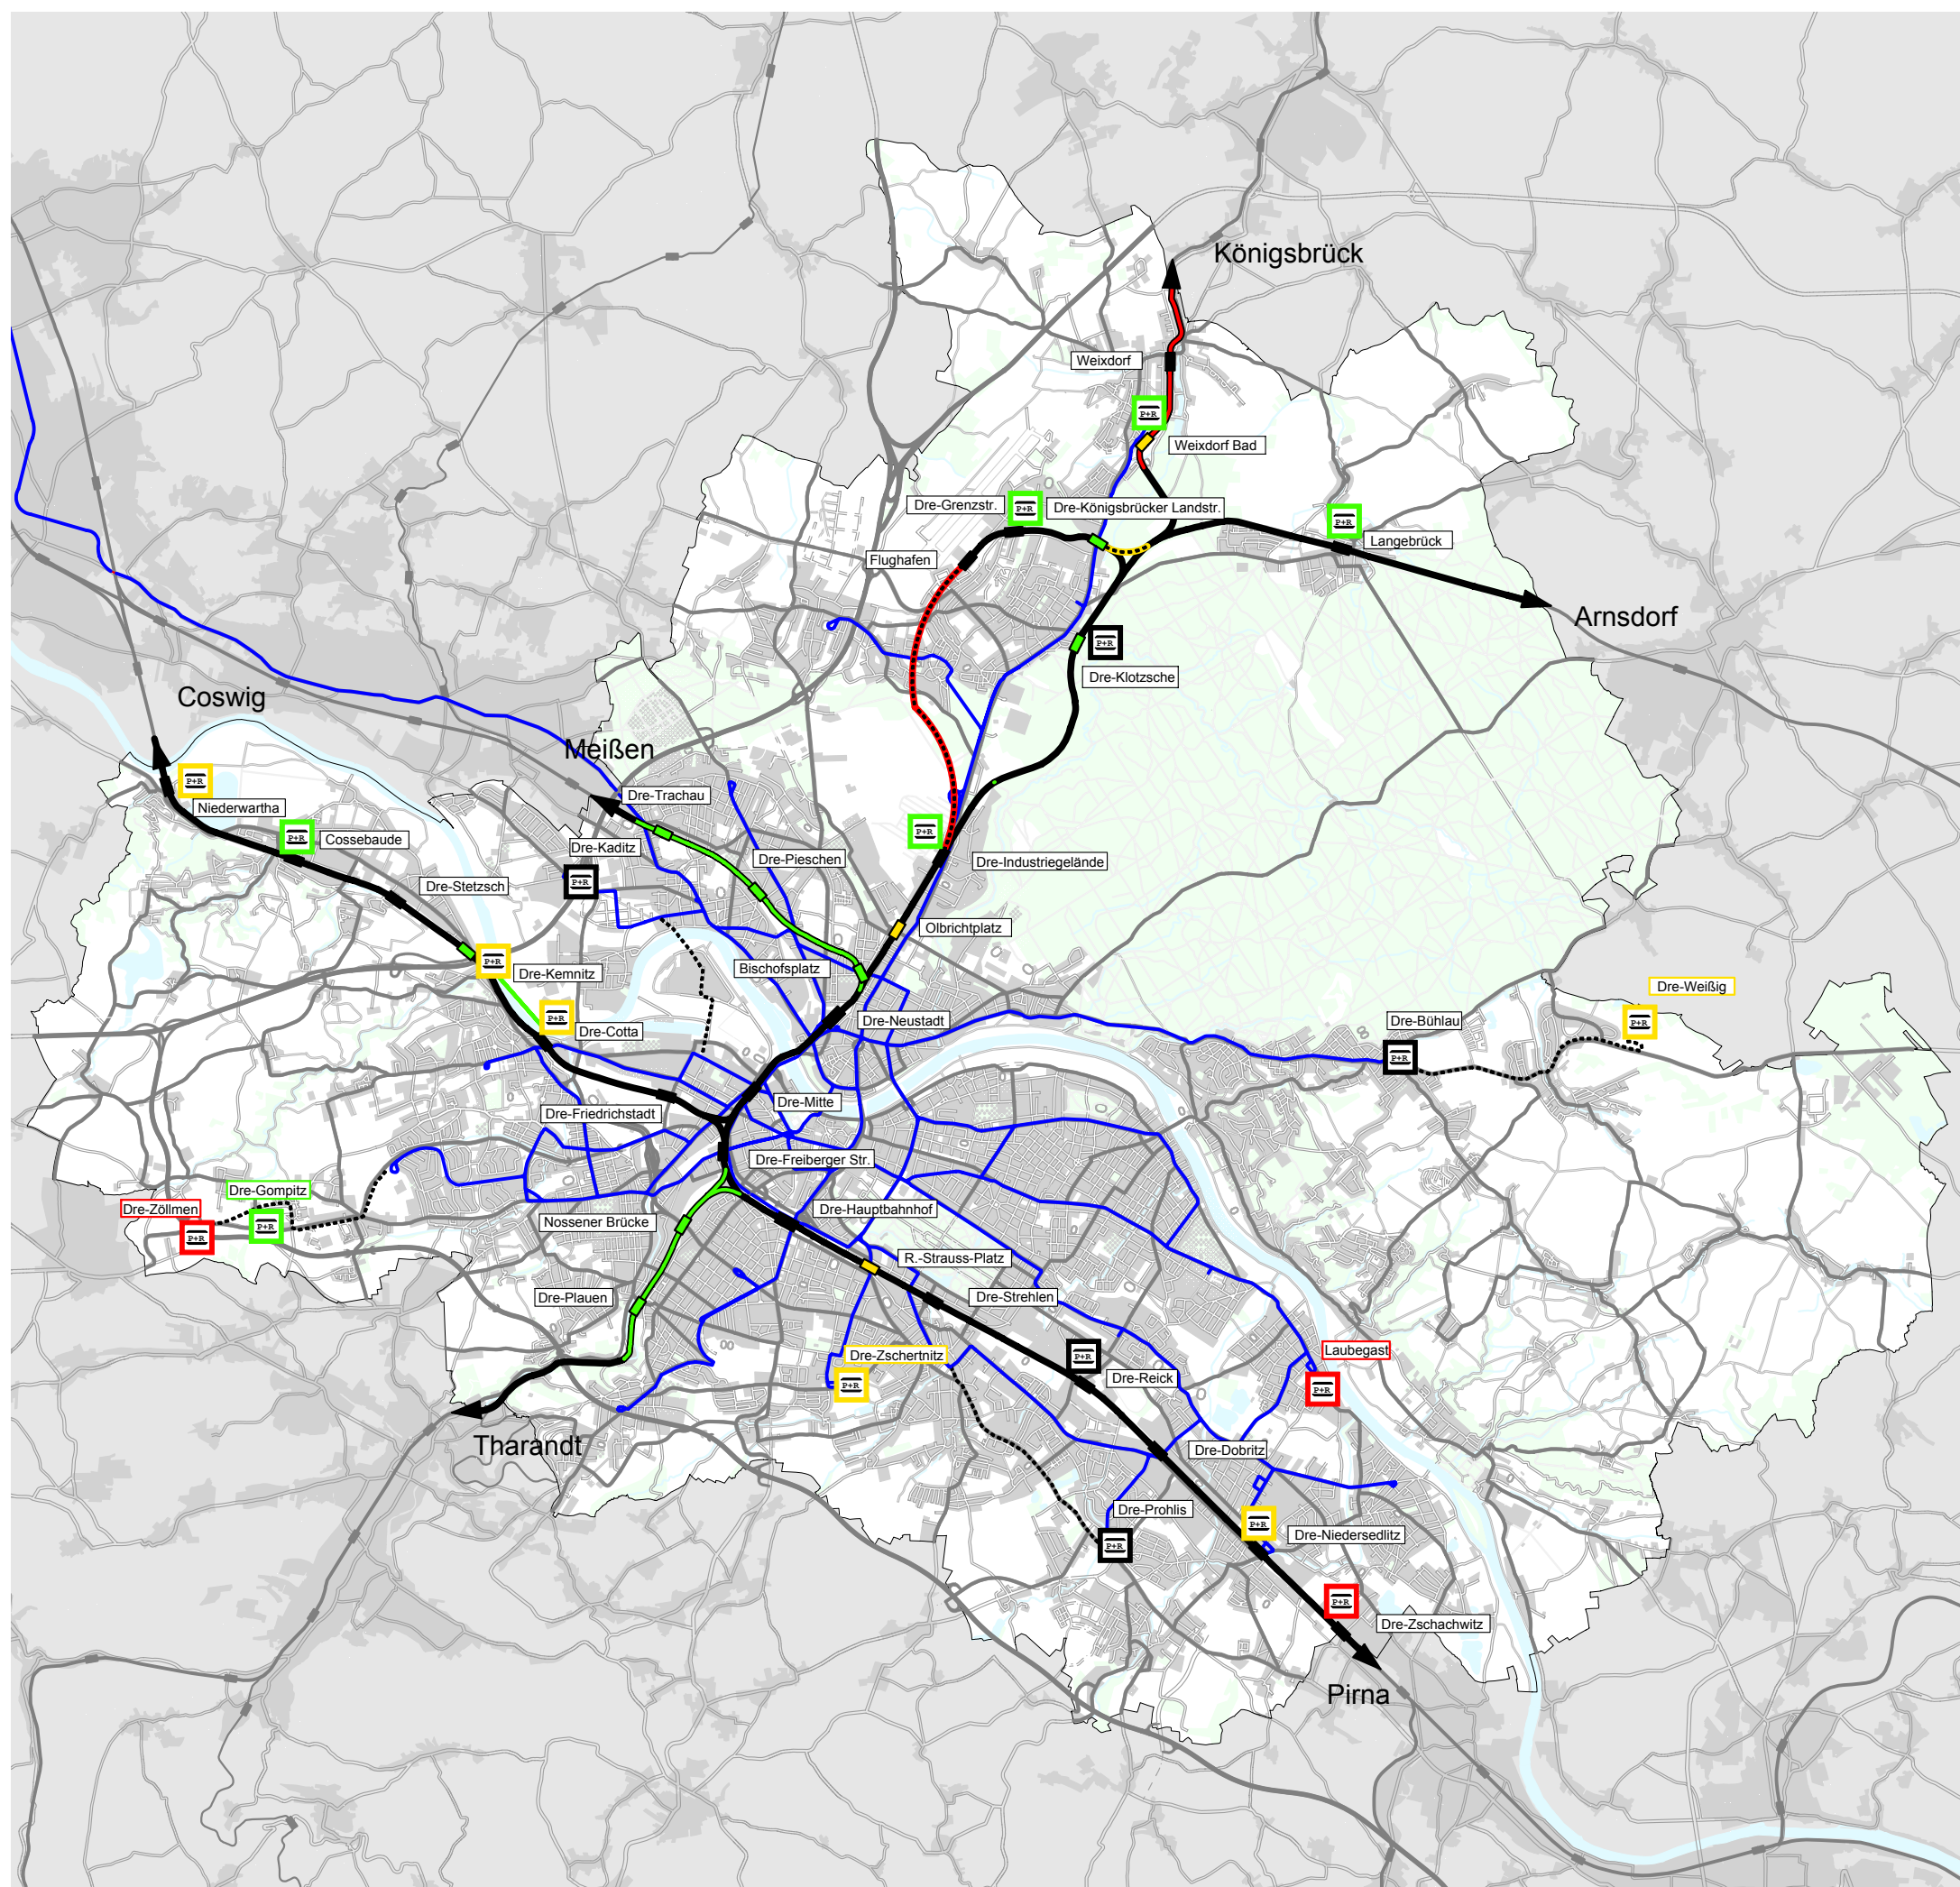 Königsbrück
Weixdorf
P+R
Weixdorf Bad
Dre-Grenzstr.
P+R
Dre-Königsbrücker Landstr.
P+R
Langebrück
Flughafen
Arnsdorf
P+R
Dre-Klotzsche
Coswig
Meißen
P+R
Niederwartha
Dre-Trachau
P+R
Cossebaude
Dre-Kaditz
Dre-Pieschen
P+R
Dre-Industriegelände
P+R
Dre-Stetzsch
Olbrichtplatz
P+R
Dre-Kemnitz
Bischofsplatz
Dre-Weißig
P+R
P+R
Dre-Cotta
Dre-Neustadt
Dre-Bühlau
P+R
Dre-Friedrichstadt
Dre-Mitte
Dre-Freiberger Str.
Dre-Gompitz
P+R
Dre-Zöllmen
P+R
Nossener Brücke
Dre-Hauptbahnhof
R.-Strauss-Platz
Dre-Plauen
Dre-Strehlen
Dre-Zschertnitz
P+R
P+R
Dre-Reick
Laubegast
P+R
Tharandt
Dre-Dobritz
Dre-Prohlis
P+R
P+R
Dre-Niedersedlitz
P+R
Dre-Zschachwitz
Pirna